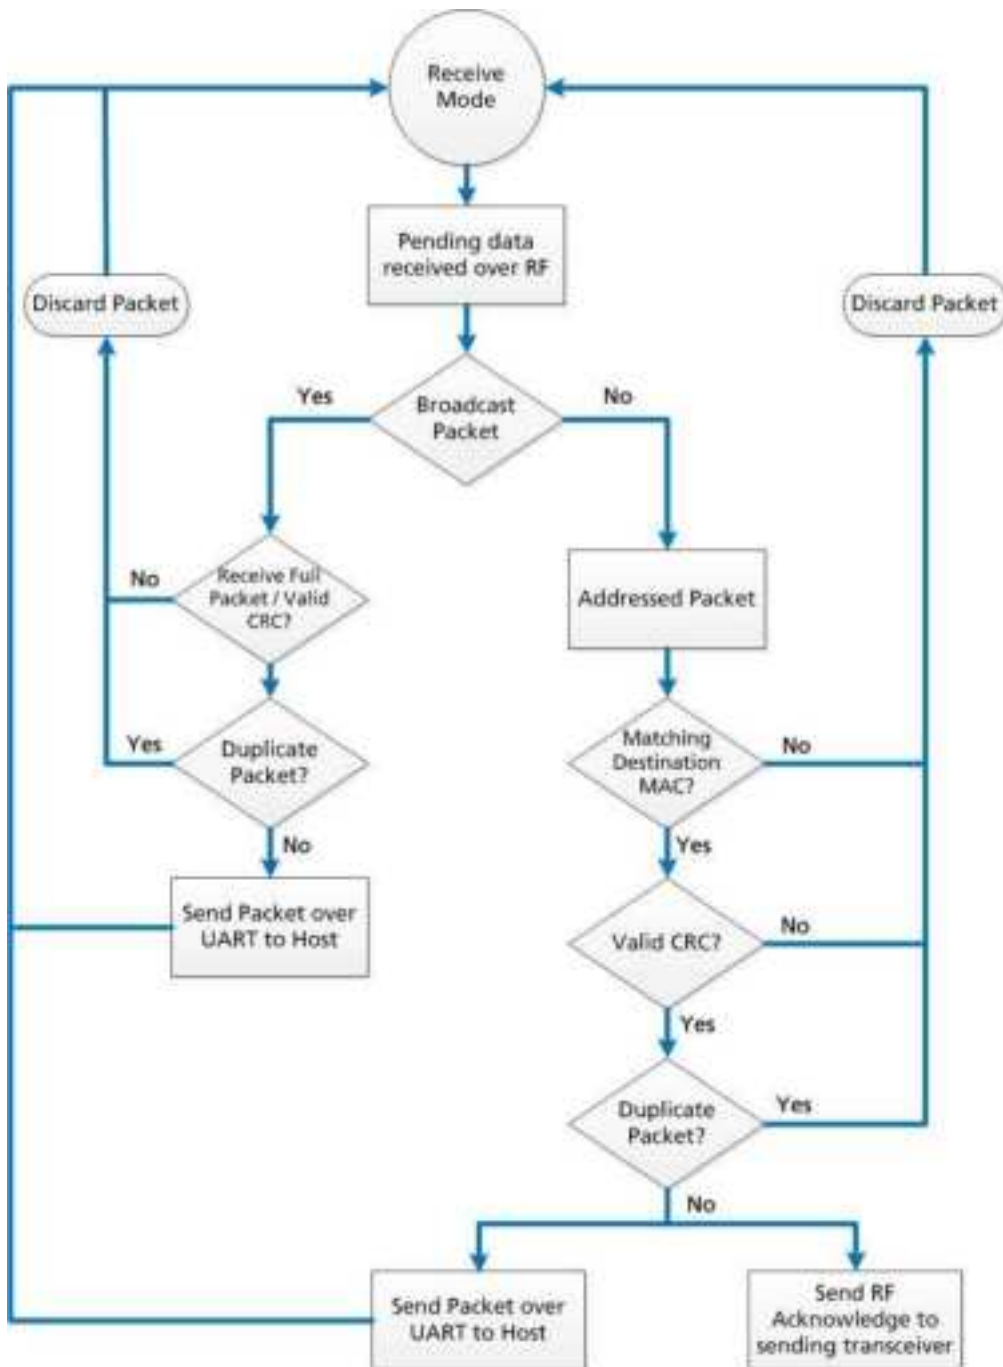 Receive
Mode
Pending data
received over RF
Discard Packet
Discard Packet
Yes
Broadcast
Packet
No
No
Receive Full
Packet / Valid
CRC?
Addressed Packet
Yes
Duplicate
Packet?
Matching
Destination
MAC?
No
No
Yes
Send Packet over
UART to Host
Valid CRC?
No
Yes
Duplicate
Packet?
Yes
No
Send Packet over
UART to Host
Send RF
Acknowledge to
sending transceiver